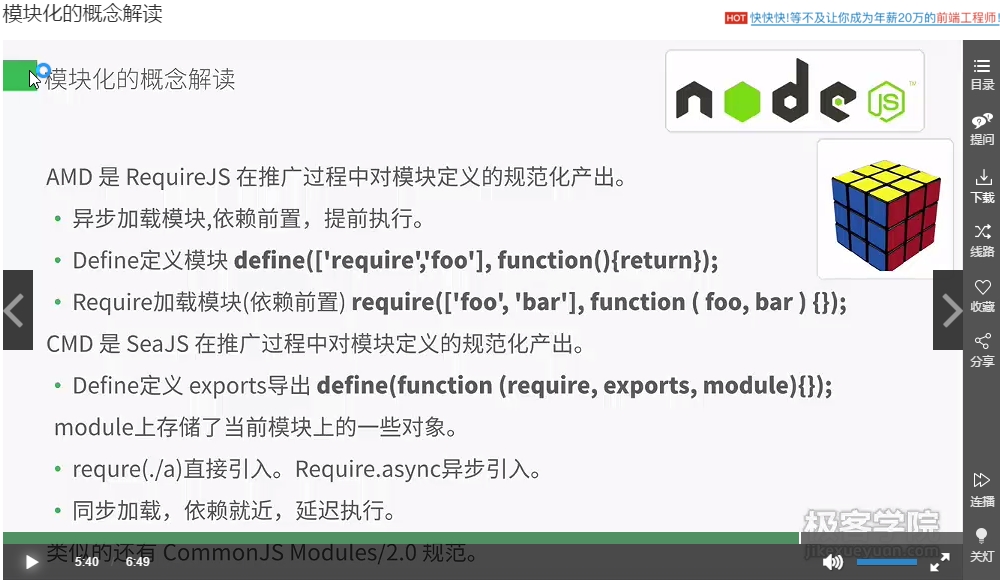 模块化的概念解读
HOT 快快快!等不及让你成为年薪20万的前端工程师!
模块化的概念解读
node JS ™
AMD 是 RequireJS 在推广过程中对模块定义的规范化产出。
• 异步加载模块,依赖前置，提前执行。
• Define定义模块 define(['require','foo'], function(){return});
• Require加载模块(依赖前置) require(['foo', 'bar'], function ( foo, bar ) {});
CMD 是 SeaJS 在推广过程中对模块定义的规范化产出。
• Define定义 exports导出 define(function (require, exports, module){});
module上存储了当前模块上的一些对象。
• requre(./a)直接引入。Require.async异步引入。
• 同步加载，依赖就近，延迟执行。
类似的还有 CommonJS Modules/2.0 规范。
极客学院
jikexueyuan.com
5:40 6:49
目录
提问
下载
线路
收藏
分享
连播
关灯